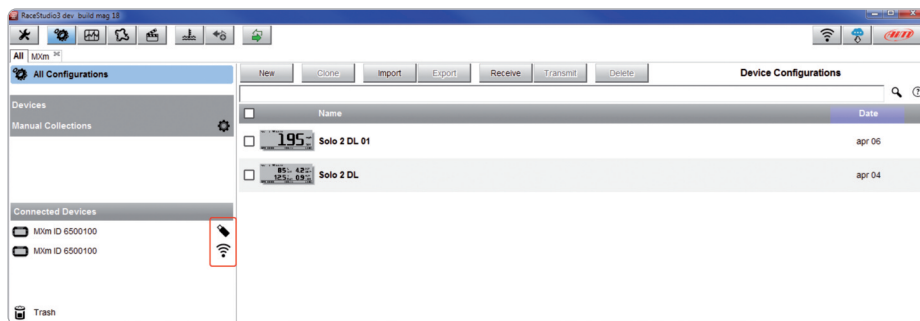 RaceStudio3 dev build mag 18
AiM
All MXm
All Configurations
New Clone Import Export Receive Transmit Delete Device Configurations
Devices
Manual Collections
Name Date
195 Solo 2 DL 01 apr 06
Solo 2 DL apr 04
Connected Devices
MXm ID 6500100
MXm ID 6500100
Trash